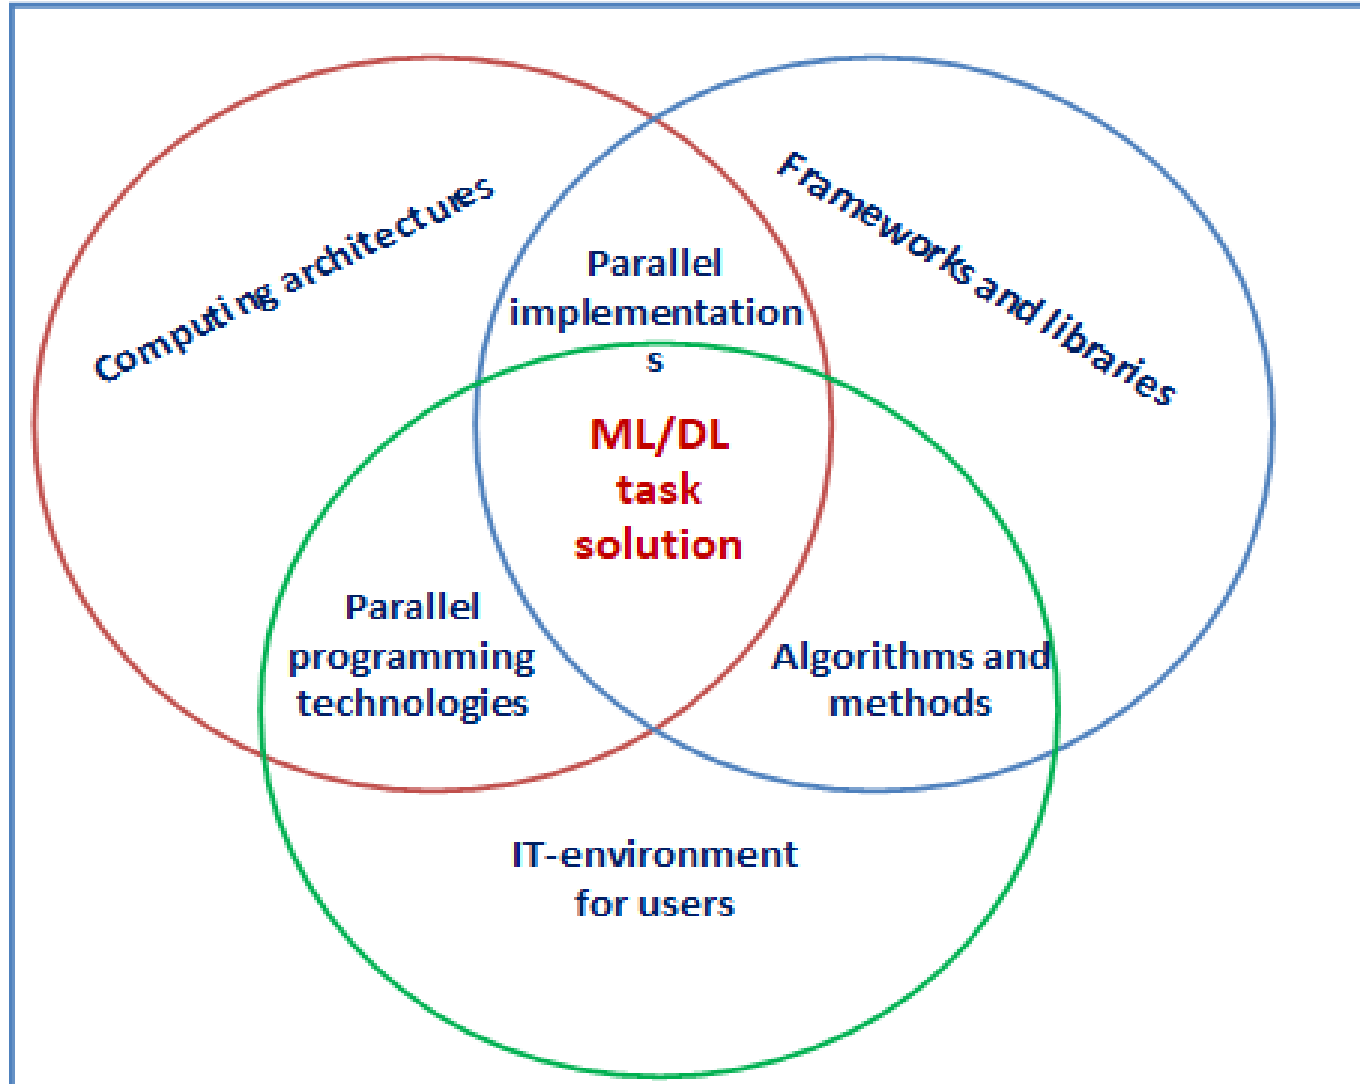 Computing architectures
Frameworks and libraries
Parallel
implementation
s
ML/DL
task
solution
Parallel
programming
technologies
Algorithms and
methods
IT-environment
for users